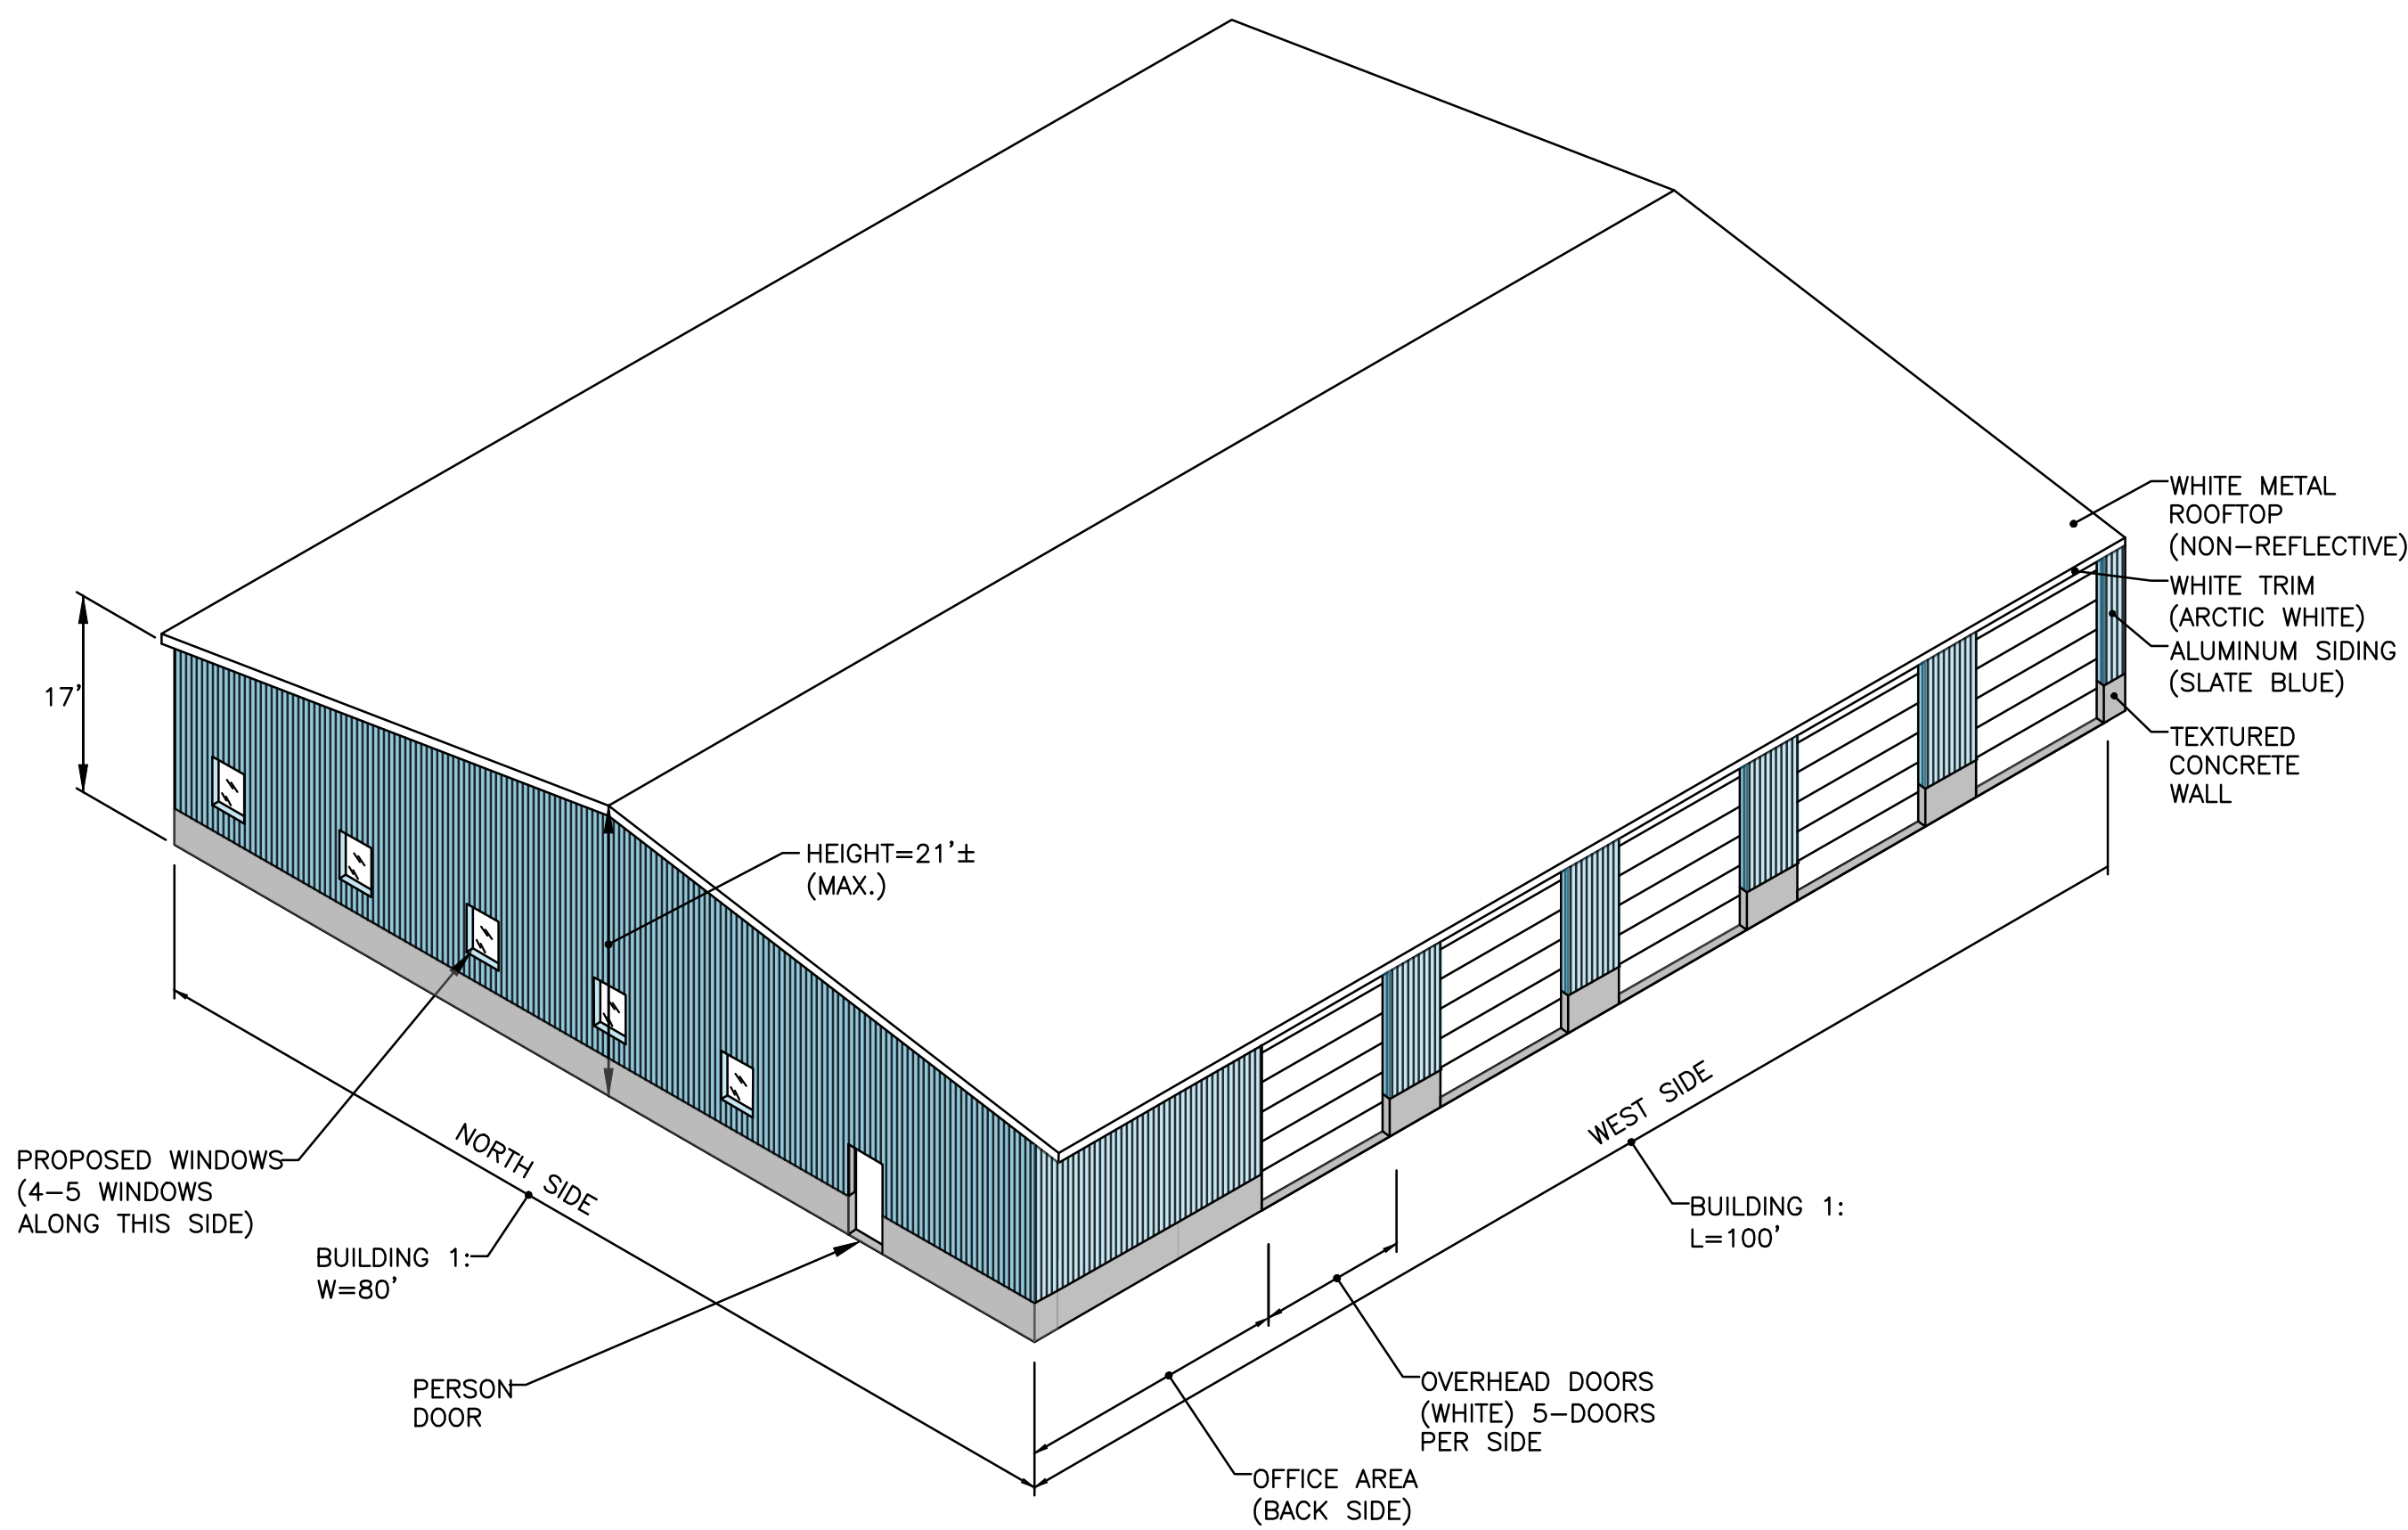 WHITE METAL
ROOFTOP
(NON-REFLECTIVE)
WHITE TRIM
(ARCTIC WHITE)
ALUMINUM SIDING
(SLATE BLUE)
TEXTURED
CONCRETE
WALL
17'
HEIGHT=21'±
(MAX.)
WEST SIDE
NORTH SIDE
PROPOSED WINDOWS
(4-5 WINDOWS
ALONG THIS SIDE)
BUILDING 1:
W=80'
BUILDING 1:
L=100'
PERSON
DOOR
OVERHEAD DOORS
(WHITE) 5-DOORS
PER SIDE
OFFICE AREA
(BACK SIDE)